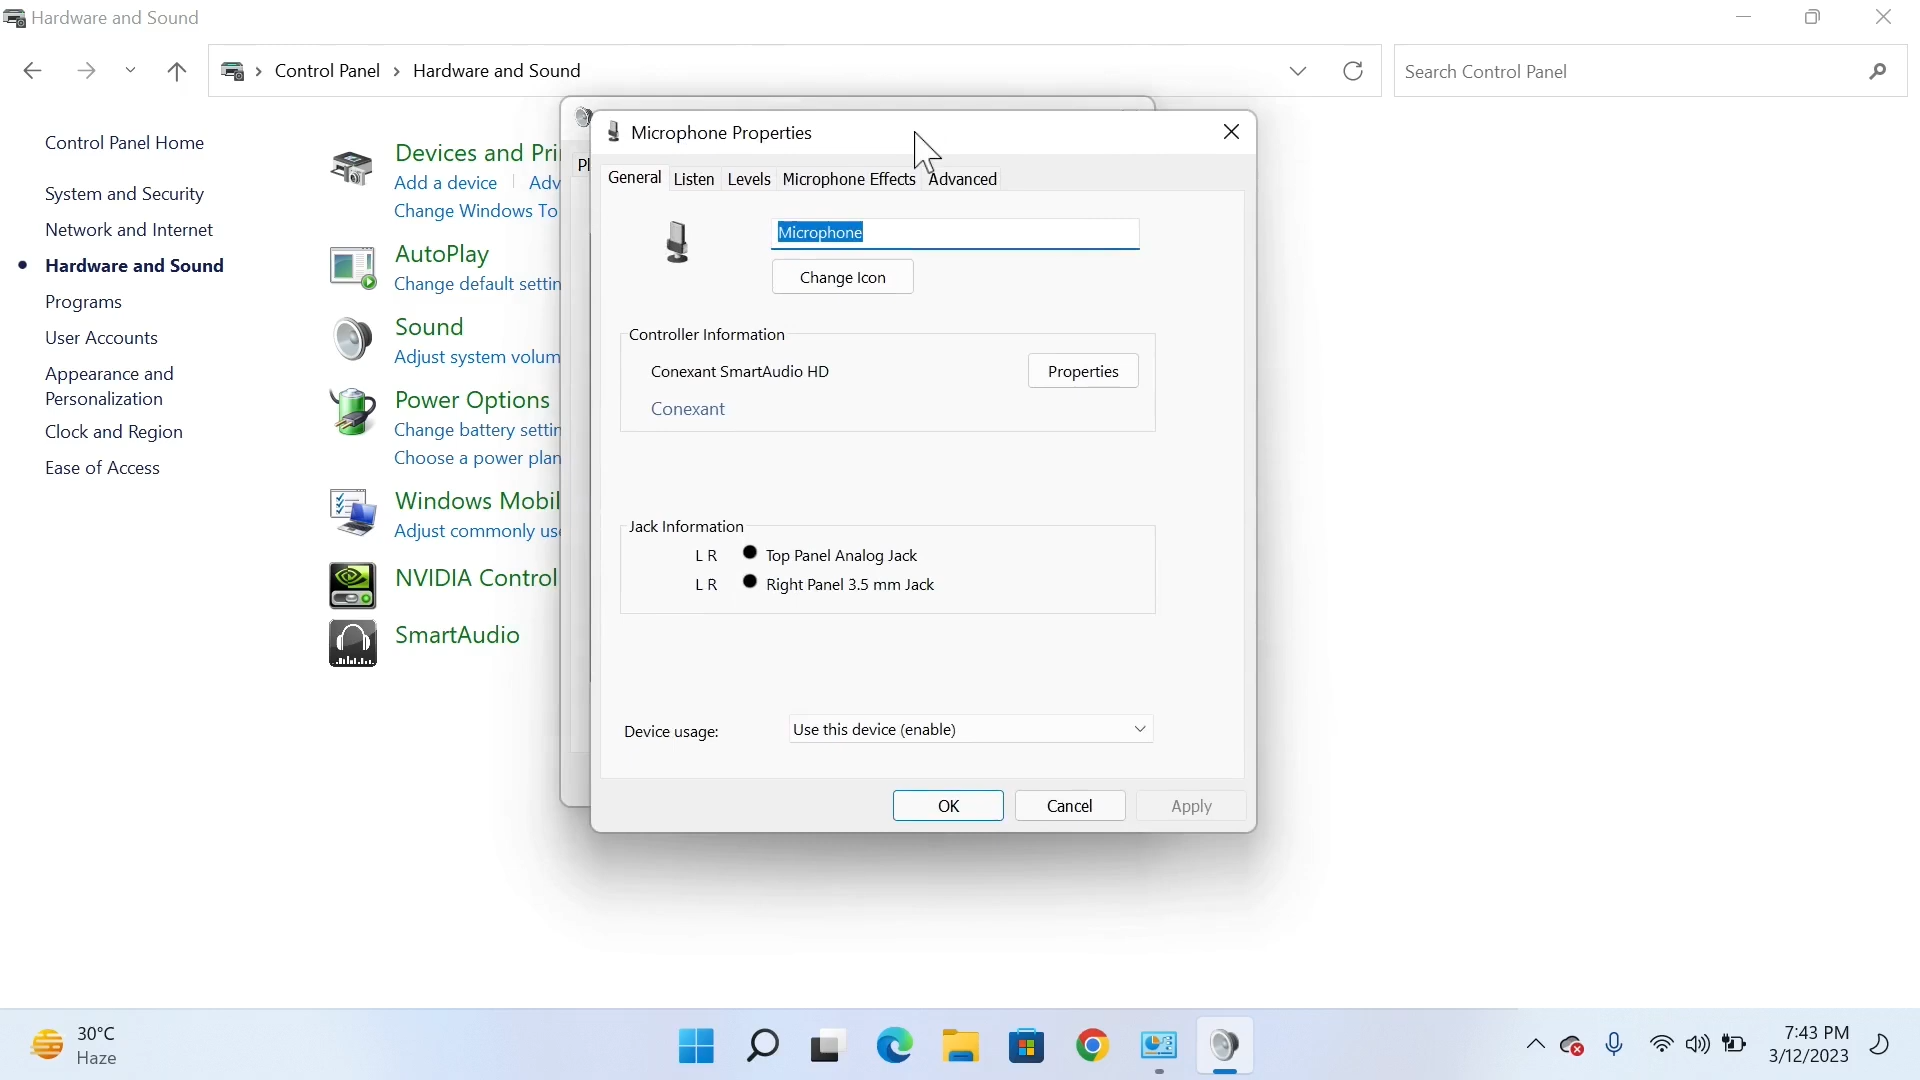 Hardware and Sound
Control Panel
Hardware and Sound
Search Control Panel
Control Panel Home
System and Security
Network and Internet
Hardware and Sound
Programs
User Accounts
Appearance and
Personalization
Clock and Region
Ease of Access
Devices and Pri
Add a device Adv
Change Windows To
AutoPlay
Change default settin
Sound
Adjust system volum
Power Options
Change battery settin
Choose a power plan
Windows Mobil
Adjust commonly us
NVIDIA Control
SmartAudio
Pl
Microphone Properties
General Listen Levels Microphone Effects Advanced
Microphone
Change Icon
Controller Information
Conexant SmartAudio HD
Properties
Conexant
Jack Information
L R Top Panel Analog Jack
L R Right Panel 3.5 mm Jack
Device usage:
Use this device (enable)
OK Cancel Apply
30°C
Haze
7:43 PM
3/12/2023